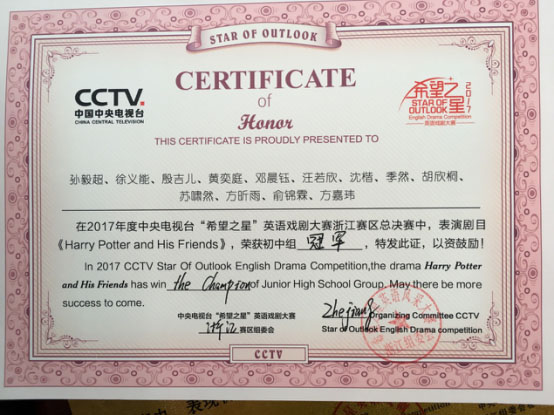 STAR OF OUTLOOK
CCTV.
中国中央电视台
CHINA CENTRAL TELEVISION
CERTIFICATE
of
Honor
希望之星
2017
STAR OF OUTLOOK
English Drama Competition
英语戏剧大赛
THIS CERTIFICATE IS PROUDLY PRESENTED TO
孙毅超、徐义能、殷吉儿、黄奕庭、邓晨钰、汪若欣、沈楷、季然、胡欣桐、
苏啸然、方昕雨、俞锦霖、方嘉玮
在2017年度中央电视台“希望之星”英语戏剧大赛浙江赛区总决赛中，表演剧目
《Harry Potter and His Friends》，荣获初中组 冠军 ，特发此证，以资鼓励！
In 2017 CCTV Star Of Outlook English Drama Competition,the drama Harry Potter
and His Friends has win the Champion of Junior High School Group. May there be more
success to come.
中央电视台“希望之星”英语戏剧大赛
浙江 赛区组委会
Zhejiang Organizing Committee CCTV
Star of Outlook English Drama competition
CCTV